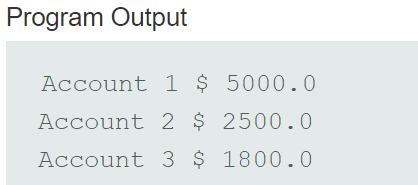 Program Output
Account 1 $ 5000.0
Account 2 $ 2500.0
Account 3 $ 1800.0